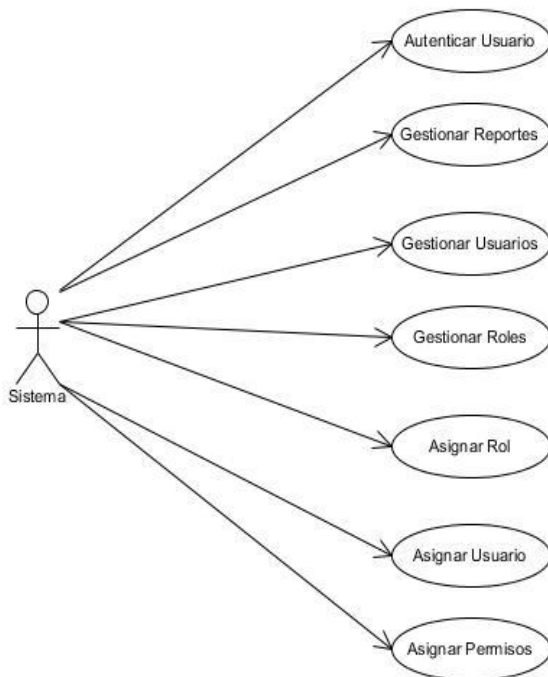 Autenticar Usuario
Gestionar Reportes
Gestionar Usuarios
Gestionar Roles
Sistema
Asignar Rol
Asignar Usuario
Asignar Permisos